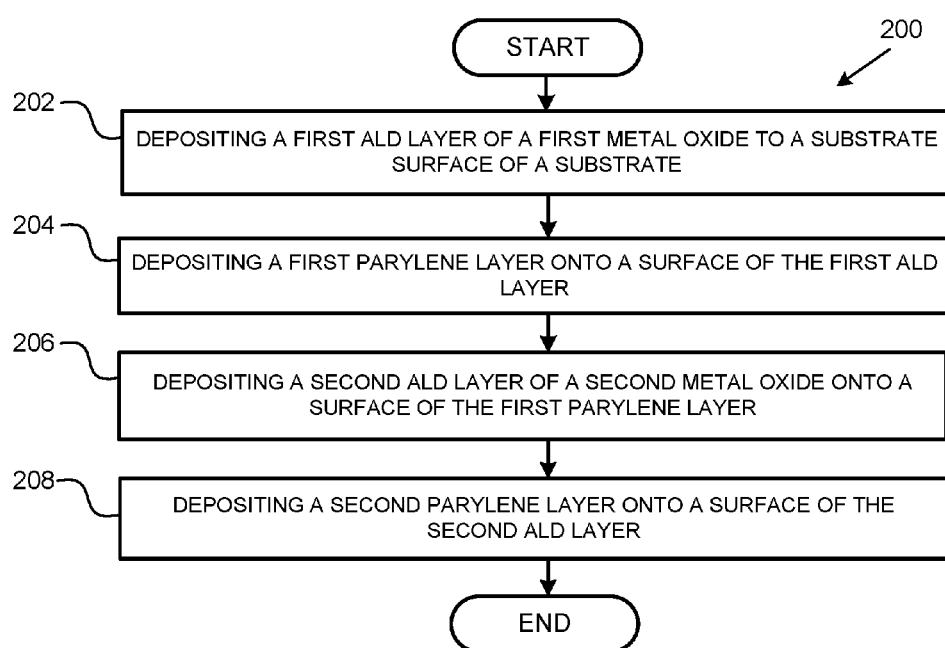 START
200
202
DEPOSITING A FIRST ALD LAYER OF A FIRST METAL OXIDE TO A SUBSTRATE
SURFACE OF A SUBSTRATE
204
DEPOSITING A FIRST PARYLENE LAYER ONTO A SURFACE OF THE FIRST ALD
LAYER
206
DEPOSITING A SECOND ALD LAYER OF A SECOND METAL OXIDE ONTO A
SURFACE OF THE FIRST PARYLENE LAYER
208
DEPOSITING A SECOND PARYLENE LAYER ONTO A SURFACE OF THE
SECOND ALD LAYER
END